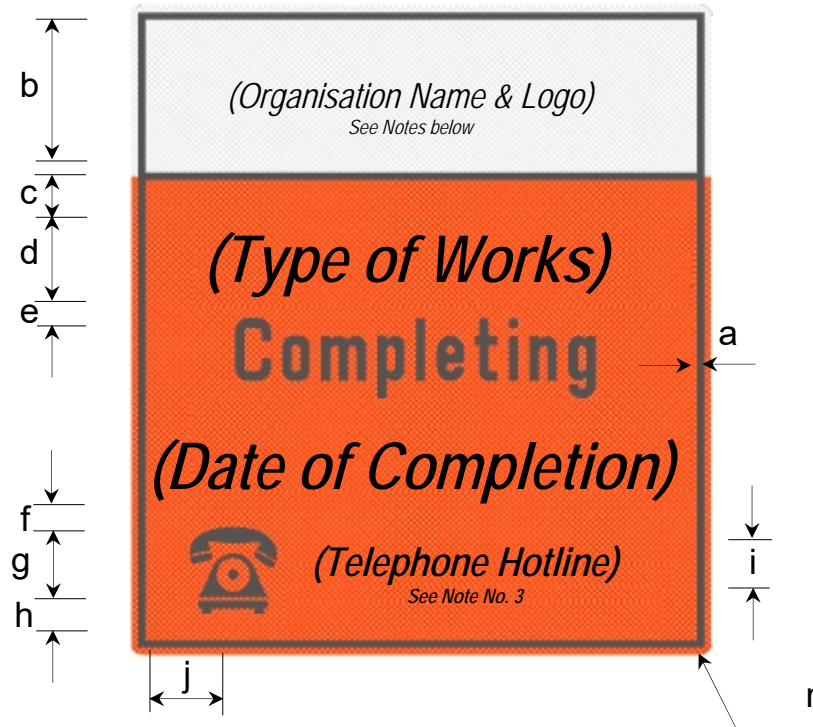 b
(Organisation Name & Logo)
See Notes below
c
d
(Type of Works)
e
Completing
a
(Date of Completion)
f
g
(Telephone Hotline)
i
See Note No. 3
h
j
r